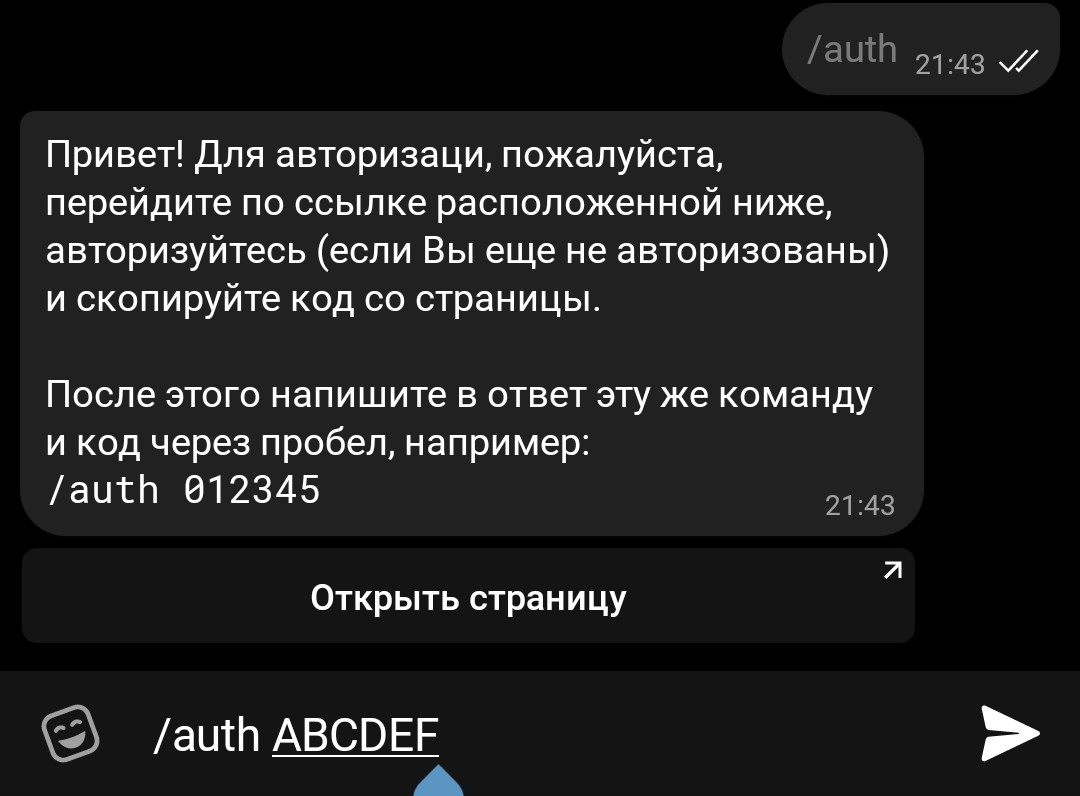 /auth 21:43
Привет! Для авторизаци, пожалуйста,
перейдите по ссылке расположенной ниже,
авторизуйтесь (если Вы еще не авторизованы)
и скопируйте код со страницы.
После этого напишите в ответ эту же команду
и код через пробел, например:
/auth 012345
21:43
Открыть страницу
/auth ABCDEF